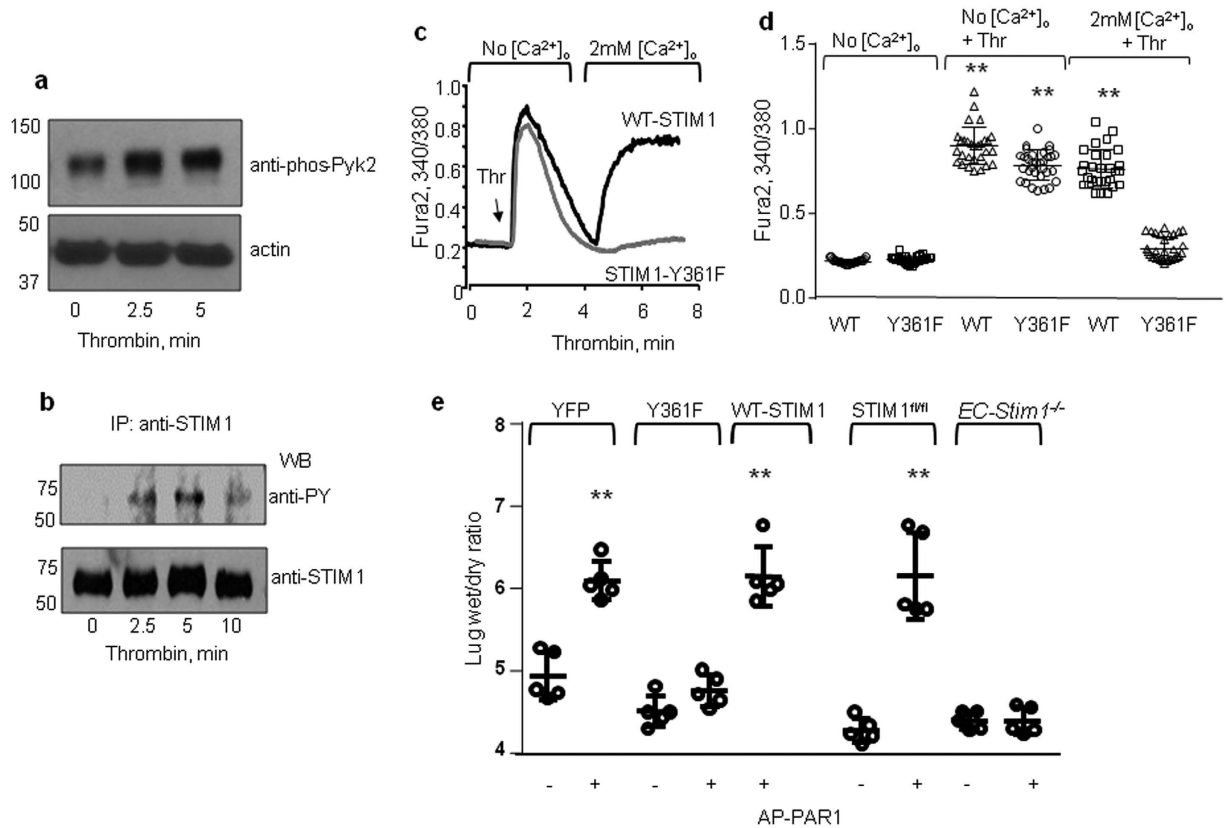 a
150
100
anti-phos-Pyk2
50
37
actin
0 2.5 5
Thrombin, min
b
IP: anti-STIM1
WB
75
50
anti-PY
75
50
anti-STIM1
0 2.5 5 10
Thrombin, min
c
No [Ca²⁺]ₒ 2mM [Ca²⁺]ₒ
Fura2, 340/380
1.0
0.8
0.6
0.4
0.2
0
WT-STIM1
Thr
STIM1-Y361F
0 2 4 6 8
Thrombin, min
d
No [Ca²⁺]ₒ
No [Ca²⁺]ₒ
+ Thr
2mM [Ca²⁺]ₒ
+ Thr
Fura2, 340/380
1.5
1.0
0.5
0.0
** ** **
WT Y361F WT Y361F WT Y361F
e
YFP Y361F WT-STIM1 STIM1fl/fl EC-Stim1-/-
Lug wet/dry ratio
8
7
6
5
4
** ** **
- + - + + - + - +
AP-PAR1